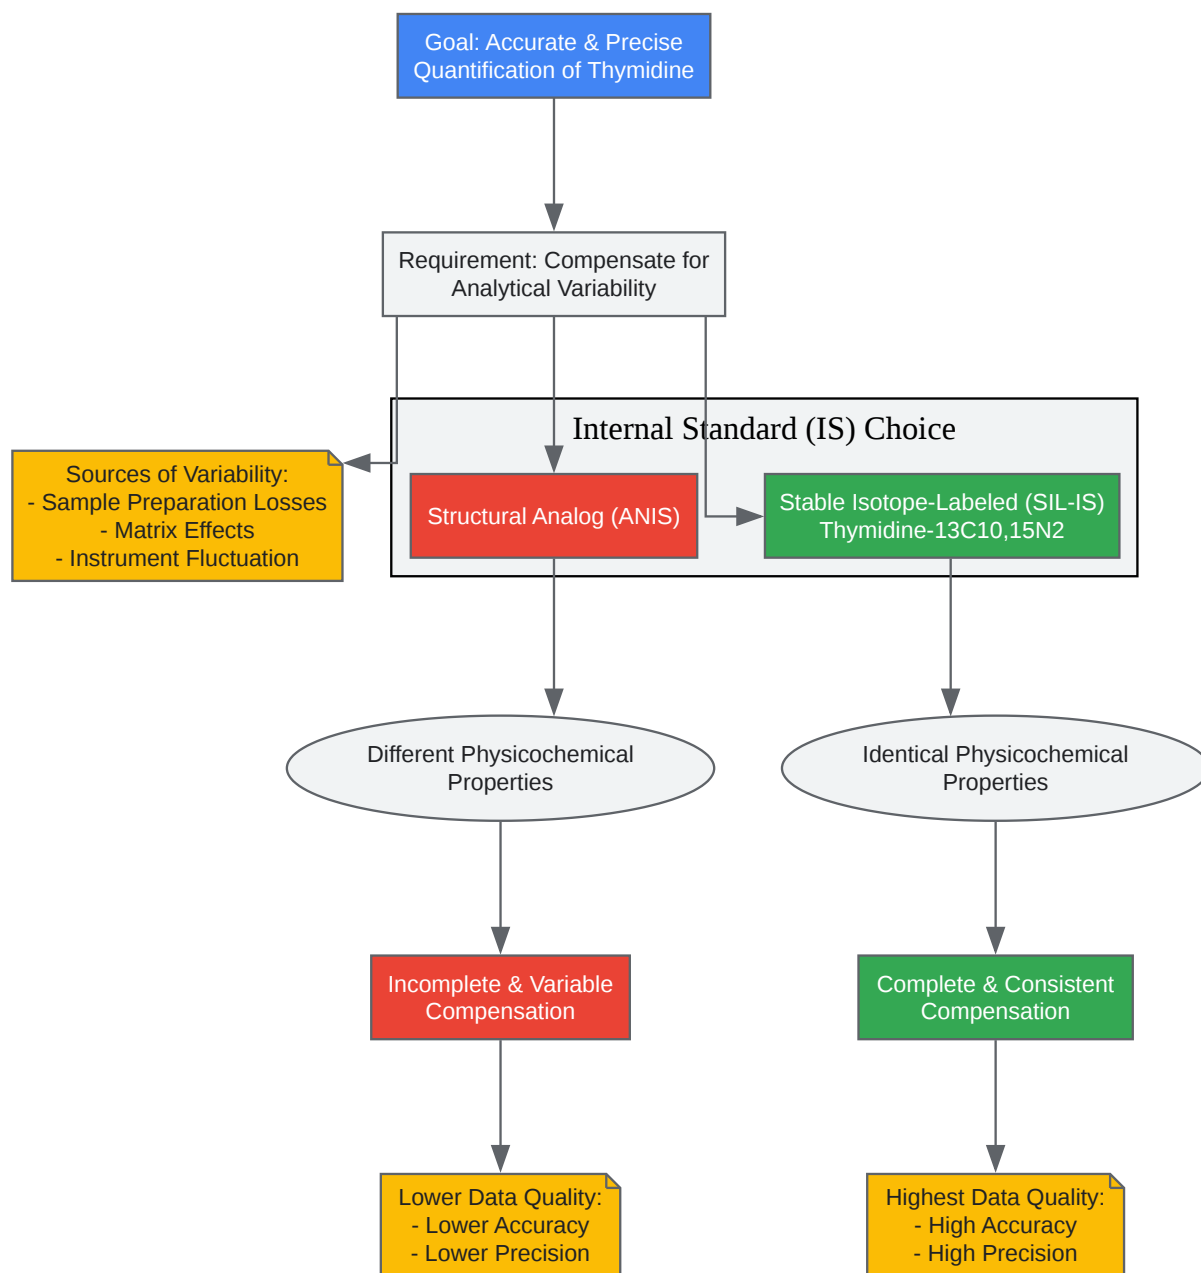 Goal: Accurate & Precise
Quantification of Thymidine
Requirement: Compensate for
Analytical Variability
Internal Standard (IS) Choice
Sources of Variability:
- Sample Preparation Losses
- Matrix Effects
- Instrument Fluctuation
Structural Analog (ANIS)
Stable Isotope-Labeled (SIL-IS)
Thymidine-13C10,15N2
Different Physicochemical
Properties
Identical Physicochemical
Properties
Incomplete & Variable
Compensation
Complete & Consistent
Compensation
Lower Data Quality:
- Lower Accuracy
- Lower Precision
Highest Data Quality:
- High Accuracy
- High Precision